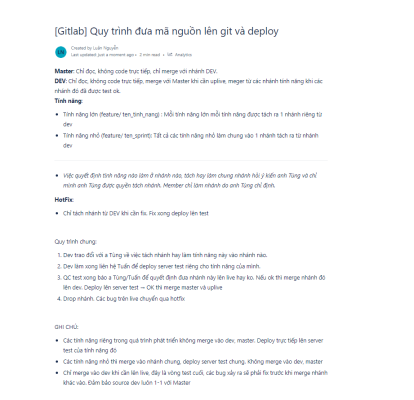 [Gitlab] Quy trình đưa mã nguồn lên git và deploy
LN
Created by Luân Nguyễn
Last updated: just a moment ago • 2 min read • Analytics
Master: Chỉ đọc, không code trực tiếp, chỉ merge với nhánh DEV.
DEV: Chỉ đọc, không code trực tiếp, merge với Master khi cần uplive, meger từ các nhánh tính năng khi các
nhánh đó đã được test ok.
Tính năng:
• Tính năng lớn (feature/ ten_tinh_nang) : Mỗi tính năng lớn mỗi tính năng được tách ra 1 nhánh riêng từ
dev
• Tính năng nhỏ (feature/ ten_sprint): Tất cả các tính năng nhỏ làm chung vào 1 nhánh tách ra từ nhánh
dev
• Việc quyết định tính năng nào làm ở nhánh nào, tách hay làm chung nhánh hỏi ý kiến anh Tùng và chỉ
mình anh Tùng được quyền tách nhánh. Member chỉ làm nhánh do anh Tùng chỉ định.
HotFix:
• Chỉ tách nhánh từ DEV khi cần fix. Fix xong deploy lên test
Quy trình chung:
1. Dev trao đổi với a Tùng về việc tách nhánh hay làm tính năng này vào nhánh nào.
2. Dev làm xong liên hệ Tuấn để deploy server test riêng cho tính năng của mình.
3. QC test xong báo a Tùng/Tuấn để quyết định đưa nhánh này lên live hay ko. Nếu ok thì merge nhánh đó
lên dev. Deploy lên server test → OK thì merge master và uplive
4. Drop nhánh. Các bug trên live chuyển qua hotfix
GHI CHÚ:
• Các tính năng riêng trong quá trình phát triển không merge vào dev, master. Deploy trực tiếp lên server
test của tính năng đó
• Các tính năng nhỏ thì merge vào nhánh chung, deploy server test chung. Không merge vào dev, master
• Chỉ merge vào dev khi cần lên live, đây là vòng test cuối, các bug xảy ra sẽ phải fix trước khi merge nhánh
khác vào. Đảm bảo source dev luôn 1-1 với Master